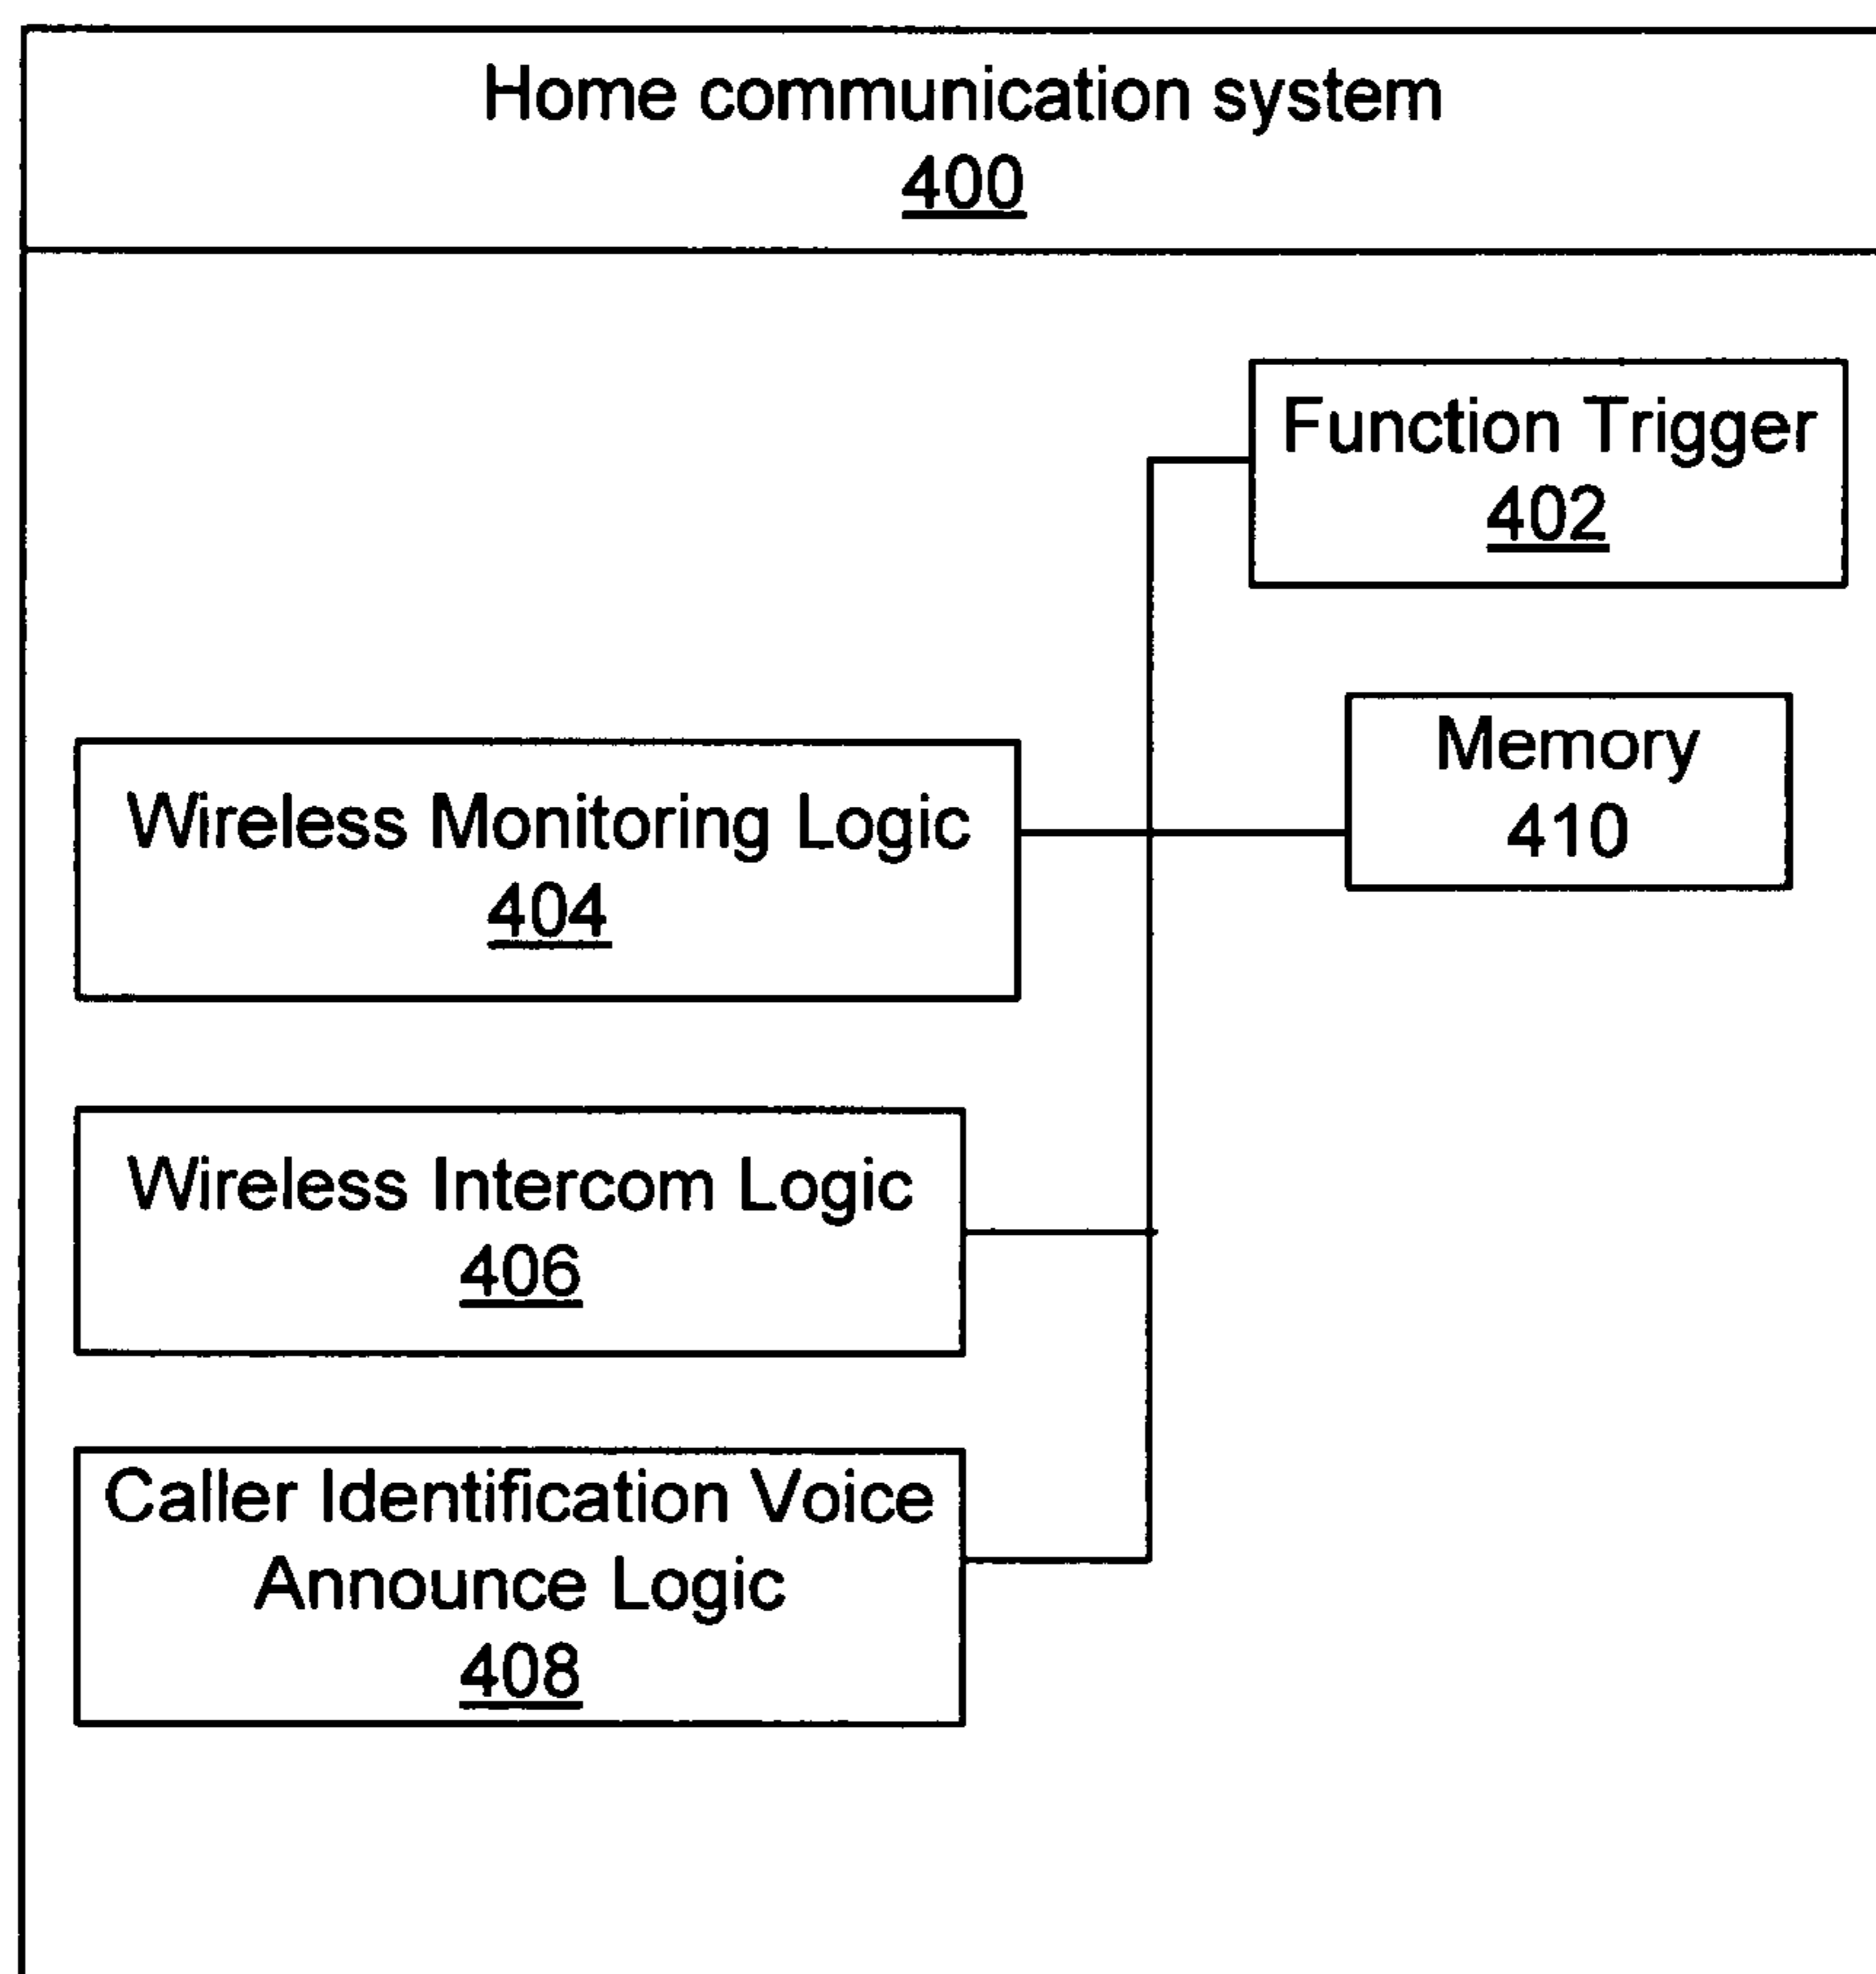 Home communication system
400
Function Trigger
402
Memory
410
Wireless Monitoring Logic
404
Wireless Intercom Logic
406
Caller Identification Voice
Announce Logic
408